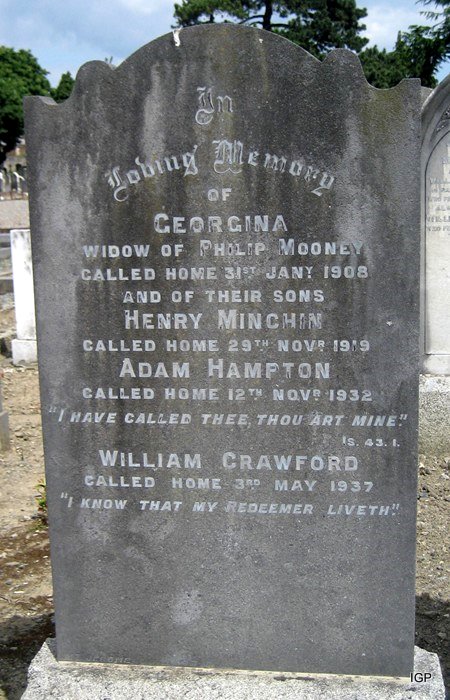 In
Loving Memory
OF
GEORGINA
WIDOW OF PHILIP MOONEY
CALLED HOME 31ST JANY 1908
AND OF THEIR SONS
HENRY MINCHIN
CALLED HOME 29TH NOVR 1919
ADAM HAMPTON
CALLED HOME 12TH NOVR 1932
"I HAVE CALLED THEE, THOU ART MINE."
IS. 43. 1.
WILLIAM CRAWFORD
CALLED HOME 3RD MAY 1937
"I KNOW THAT MY REDEEMER LIVETH."
IGP